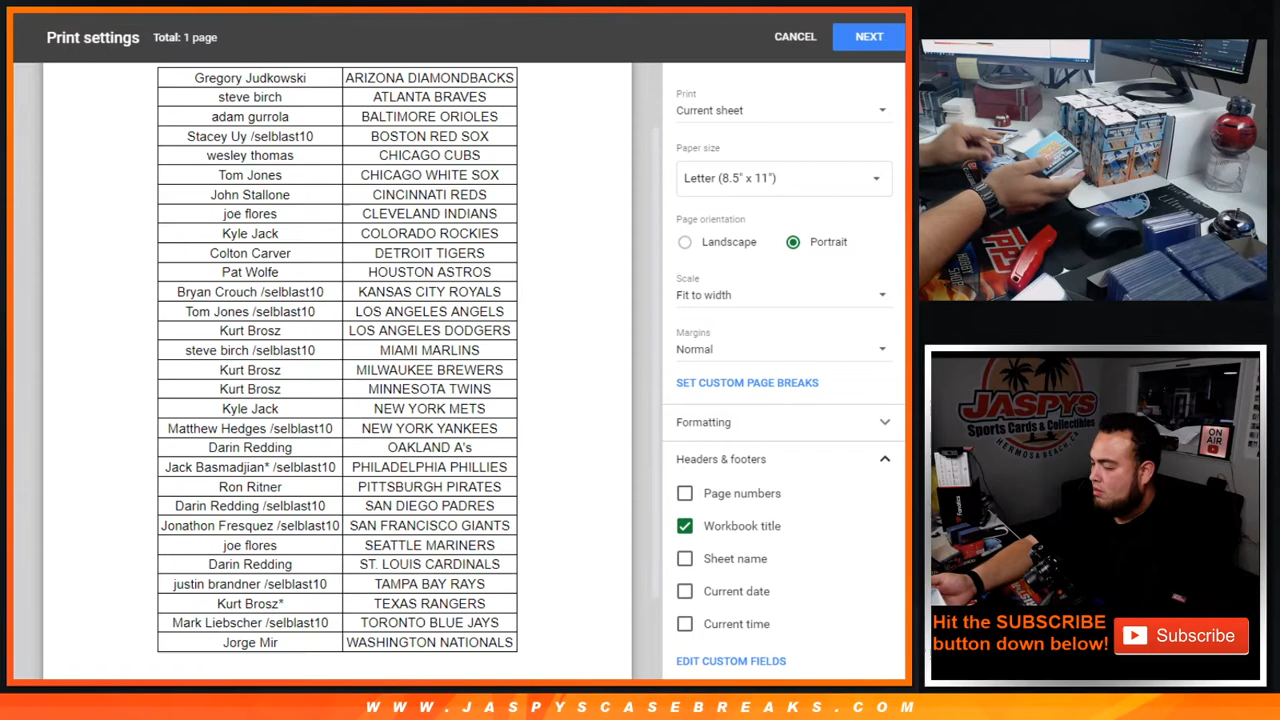 Print settings Total: 1 page CANCEL NEXT
Gregory Judkowski ARIZONA DIAMONDBACKS
steve birch ATLANTA BRAVES
adam gurrola BALTIMORE ORIOLES
Stacey Uy /selblast10 BOSTON RED SOX
wesley thomas CHICAGO CUBS
Tom Jones CHICAGO WHITE SOX
John Stallone CINCINNATI REDS
joe flores CLEVELAND INDIANS
Kyle Jack COLORADO ROCKIES
Colton Carver DETROIT TIGERS
Pat Wolfe HOUSTON ASTROS
Bryan Crouch /selblast10 KANSAS CITY ROYALS
Tom Jones /selblast10 LOS ANGELES ANGELS
Kurt Brosz LOS ANGELES DODGERS
steve birch /selblast10 MIAMI MARLINS
Kurt Brosz MILWAUKEE BREWERS
Kurt Brosz MINNESOTA TWINS
Kyle Jack NEW YORK METS
Matthew Hedges /selblast10 NEW YORK YANKEES
Darin Redding OAKLAND A's
Jack Basmadjian* /selblast10 PHILADELPHIA PHILLIES
Ron Ritner PITTSBURGH PIRATES
Darin Redding /selblast10 SAN DIEGO PADRES
Jonathon Fresquez /selblast10 SAN FRANCISCO GIANTS
joe flores SEATTLE MARINERS
Darin Redding ST. LOUIS CARDINALS
justin brandner /selblast10 TAMPA BAY RAYS
Kurt Brosz* TEXAS RANGERS
Mark Liebscher /selblast10 TORONTO BLUE JAYS
Jorge Mir WASHINGTON NATIONALS
Print
Current sheet
Paper size
Letter (8.5" x 11")
Page orientation
Landscape Portrait
Scale
Fit to width
Margins
Normal
SET CUSTOM PAGE BREAKS
Formatting
Headers & footers
Page numbers
Workbook title
Sheet name
Current date
Current time
EDIT CUSTOM FIELDS
TOPPS
HOBBY
SHOP
JASPYS
Sports Cards & Collectibles
HERMOSA BEACH, CA
ON
AIR
Fanatics
Hit the SUBSCRIBE
button down below!
Subscribe
WWW.JASPYSCASEBREAKS.COM